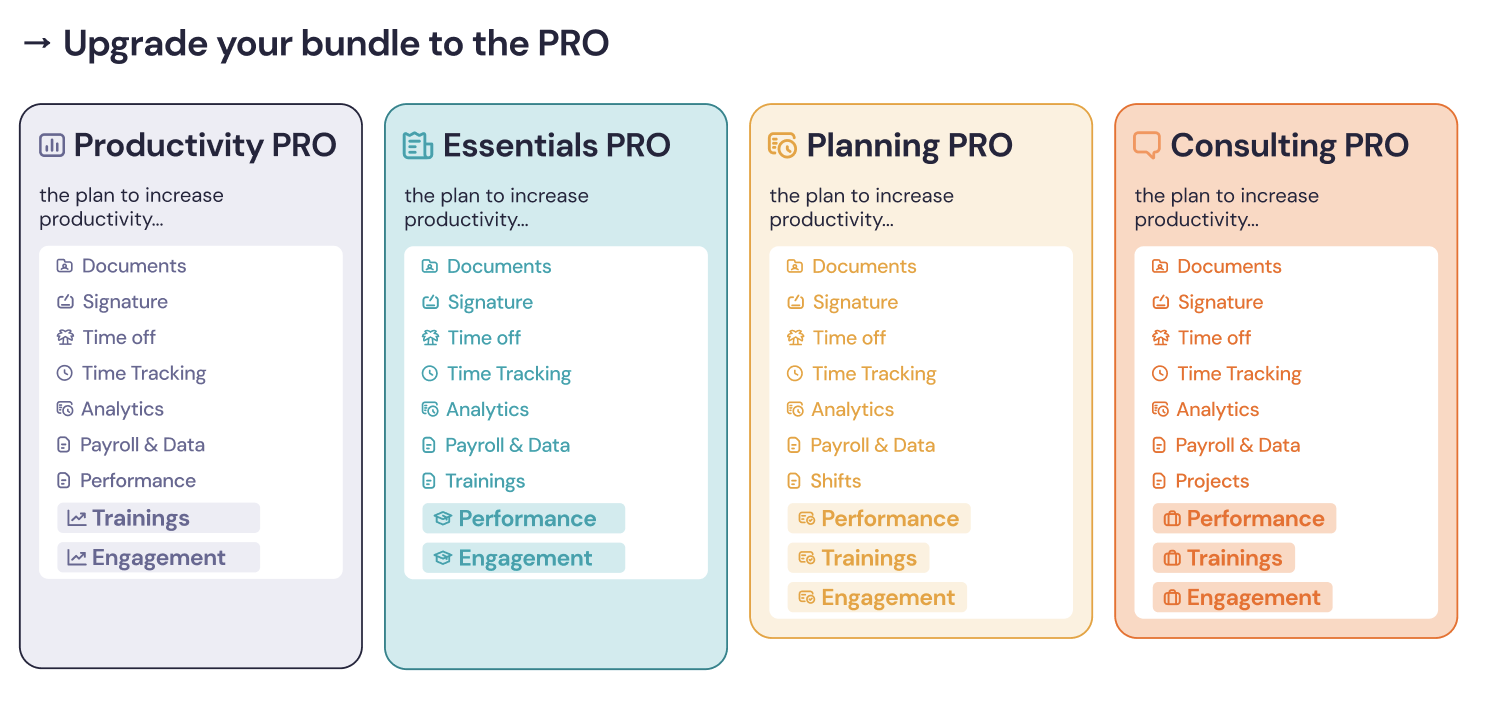 → Upgrade your bundle to the PRO
Productivity PRO
the plan to increase
productivity...
Documents
Signature
Time off
Time Tracking
Analytics
Payroll & Data
Performance
Trainings
Engagement
Essentials PRO
the plan to increase
productivity...
Documents
Signature
Time off
Time Tracking
Analytics
Payroll & Data
Trainings
Performance
Engagement
Planning PRO
the plan to increase
productivity...
Documents
Signature
Time off
Time Tracking
Analytics
Payroll & Data
Shifts
Performance
Trainings
Engagement
Consulting PRO
the plan to increase
productivity...
Documents
Signature
Time off
Time Tracking
Analytics
Payroll & Data
Projects
Performance
Trainings
Engagement